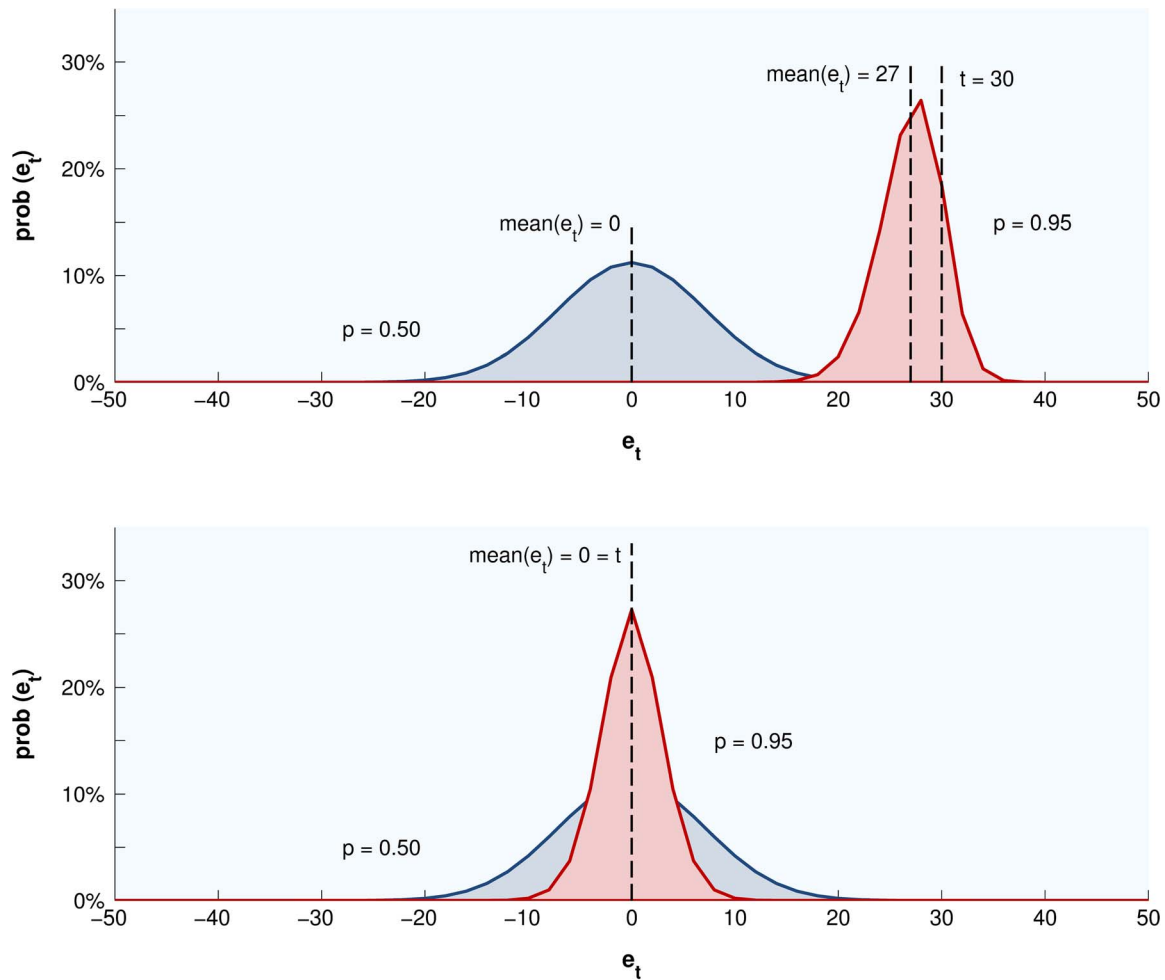 30%
20%
10%
0%
prob (e_t)
mean(e_t) = 27
t = 30
mean(e_t) = 0
p = 0.95
p = 0.50
−50 −40 −30 −20 −10 0 10 20 30 40 50
e_t
30%
20%
10%
0%
prob (e_t)
mean(e_t) = 0 = t
p = 0.95
p = 0.50
−50 −40 −30 −20 −10 0 10 20 30 40 50
e_t